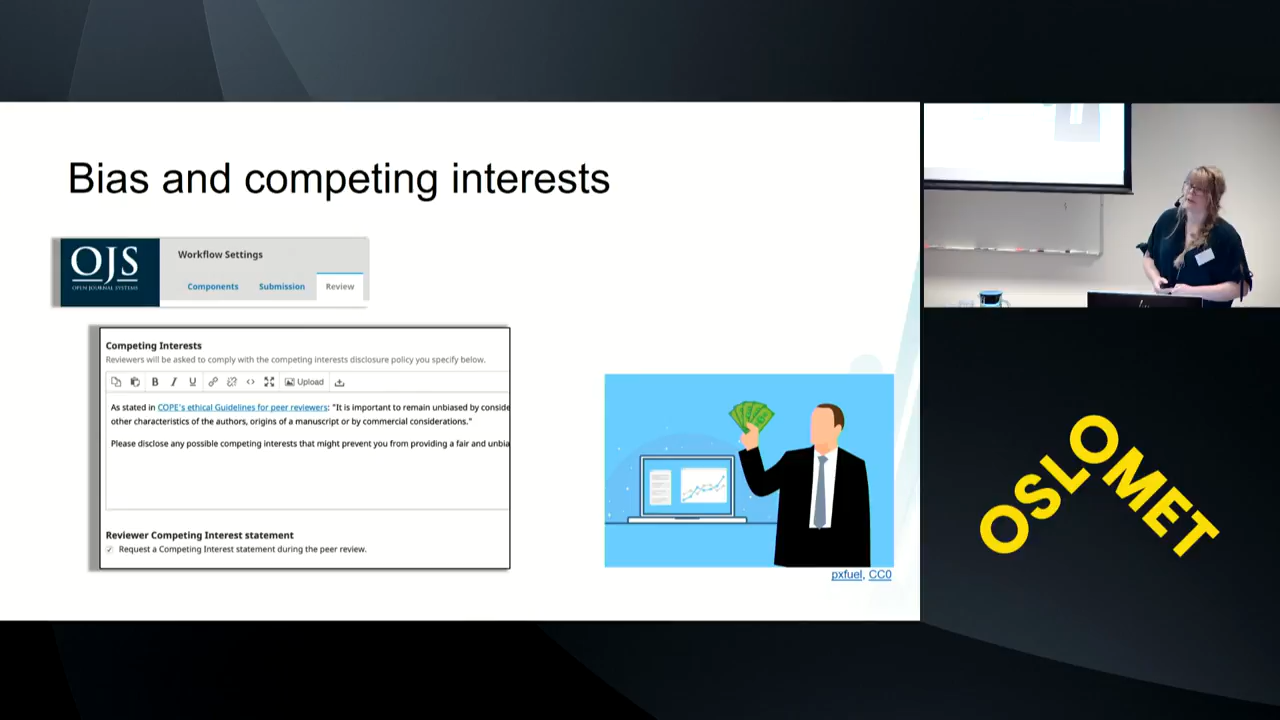 Bias and competing interests
OJS
OPEN JOURNAL SYSTEMS
Workflow Settings
Components Submission Review
Competing Interests
Reviewers will be asked to comply with the competing interests disclosure policy you specify below.
B I U Upload
As stated in COPE's ethical Guidelines for peer reviewers: "It is important to remain unbiased by conside
other characteristics of the authors, origins of a manuscript or by commercial considerations."
Please disclose any possible competing interests that might prevent you from providing a fair and unbia
Reviewer Competing Interest statement
Request a Competing Interest statement during the peer review.
pxfuel, CC0
OSLOMET